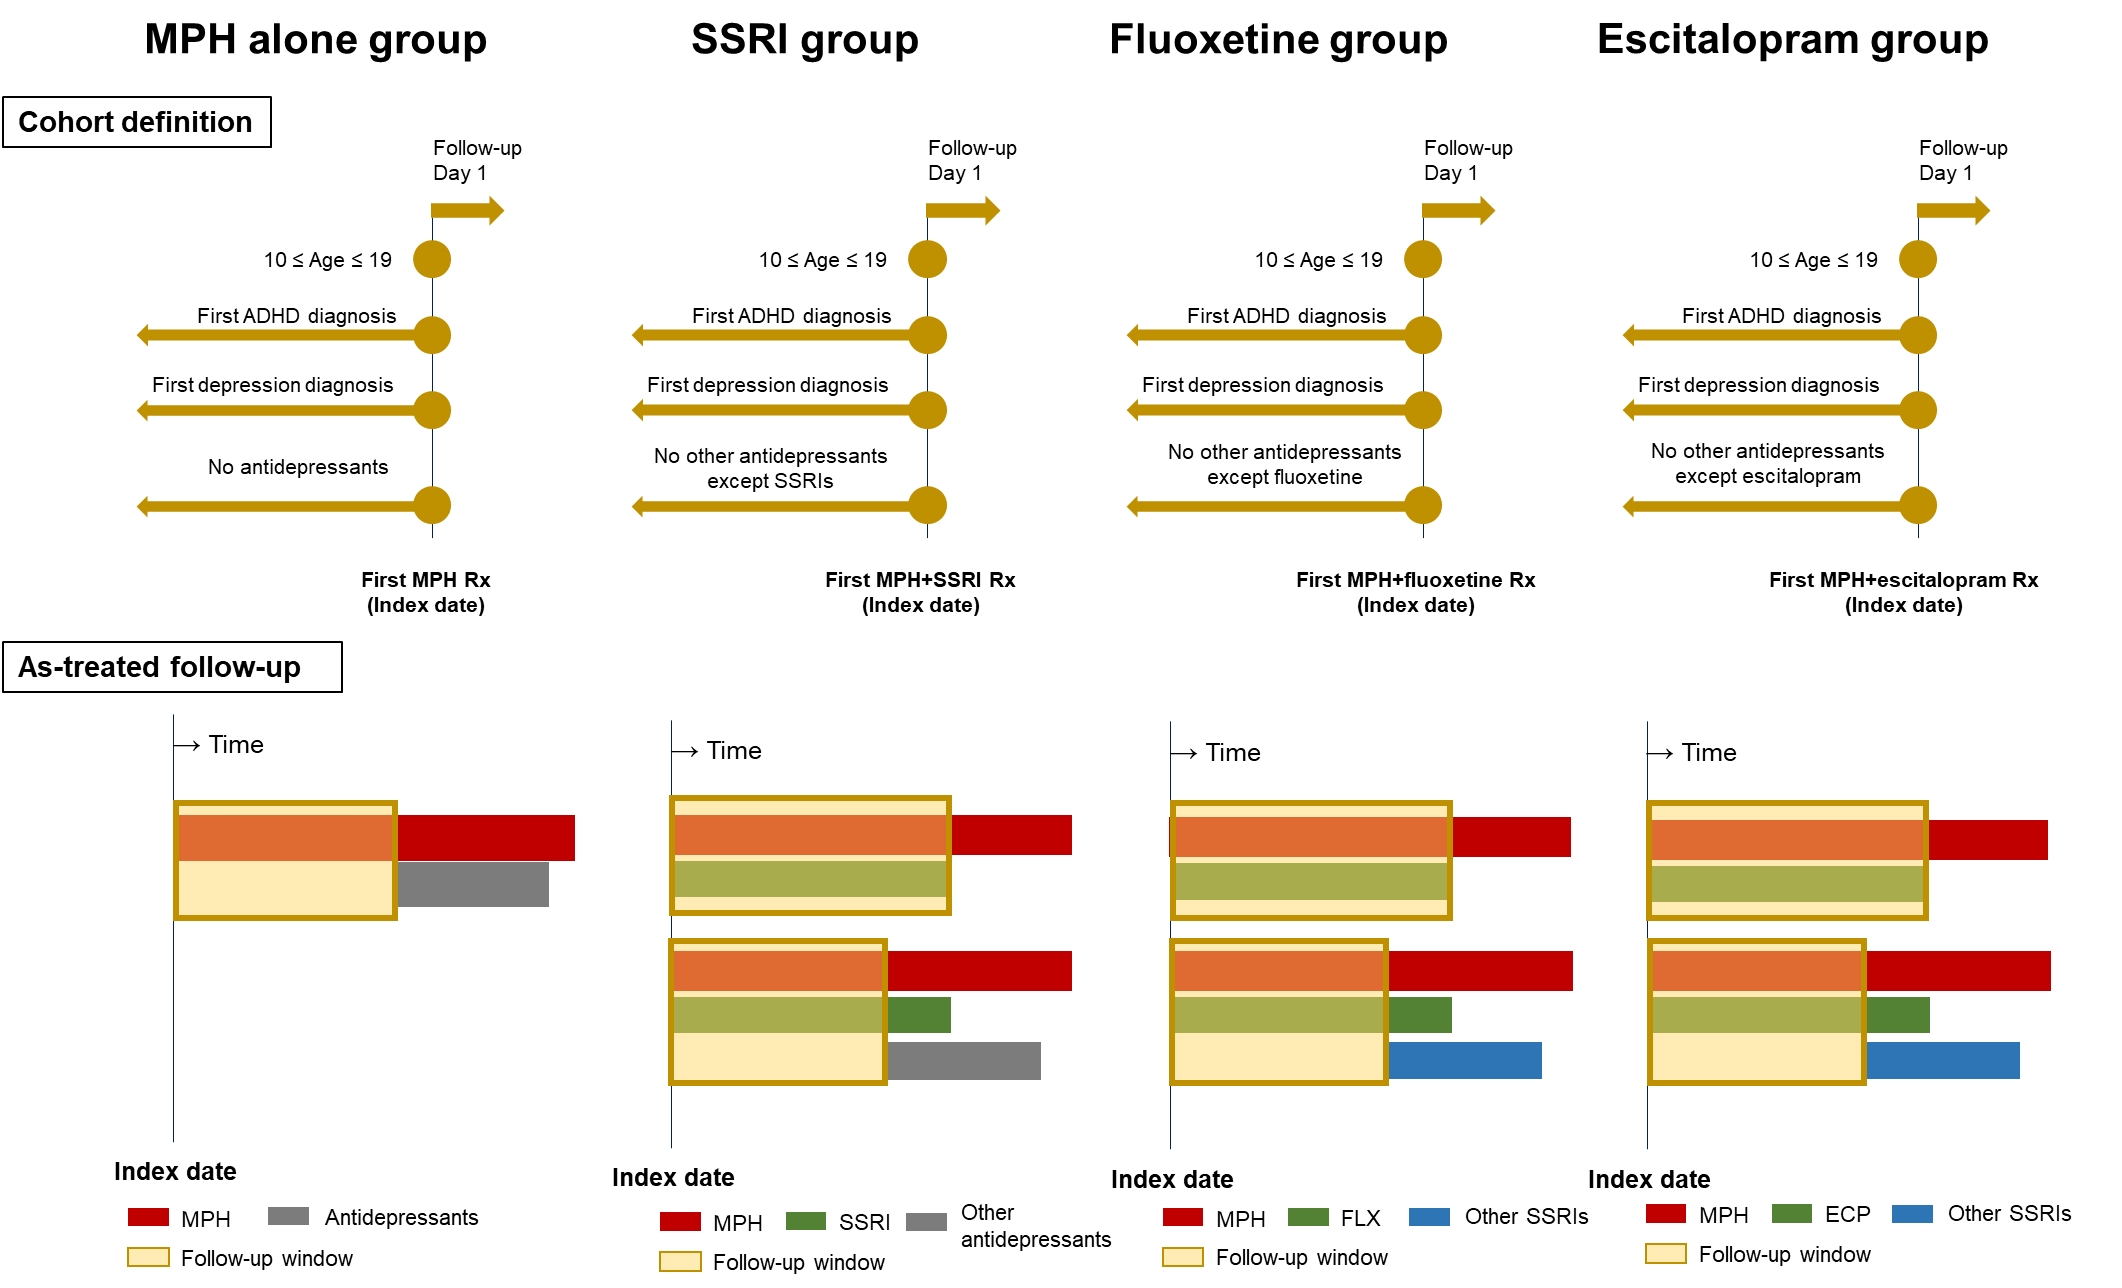 MPH alone group
SSRI group
Fluoxetine group
Escitalopram group
Cohort definition
Follow-up
Day 1
10 ≤ Age ≤ 19
First ADHD diagnosis
First depression diagnosis
No antidepressants
First MPH Rx
(Index date)
Follow-up
Day 1
10 ≤ Age ≤ 19
First ADHD diagnosis
First depression diagnosis
No other antidepressants
except SSRIs
First MPH+SSRI Rx
(Index date)
Follow-up
Day 1
10 ≤ Age ≤ 19
First ADHD diagnosis
First depression diagnosis
No other antidepressants
except fluoxetine
First MPH+fluoxetine Rx
(Index date)
Follow-up
Day 1
10 ≤ Age ≤ 19
First ADHD diagnosis
First depression diagnosis
No other antidepressants
except escitalopram
First MPH+escitalopram Rx
(Index date)
As-treated follow-up
→ Time
Index date
MPH
Antidepressants
Follow-up window
→ Time
Index date
MPH
SSRI
Other
antidepressants
Follow-up window
→ Time
Index date
MPH
FLX
Other SSRIs
Follow-up window
→ Time
Index date
MPH
ECP
Other SSRIs
Follow-up window